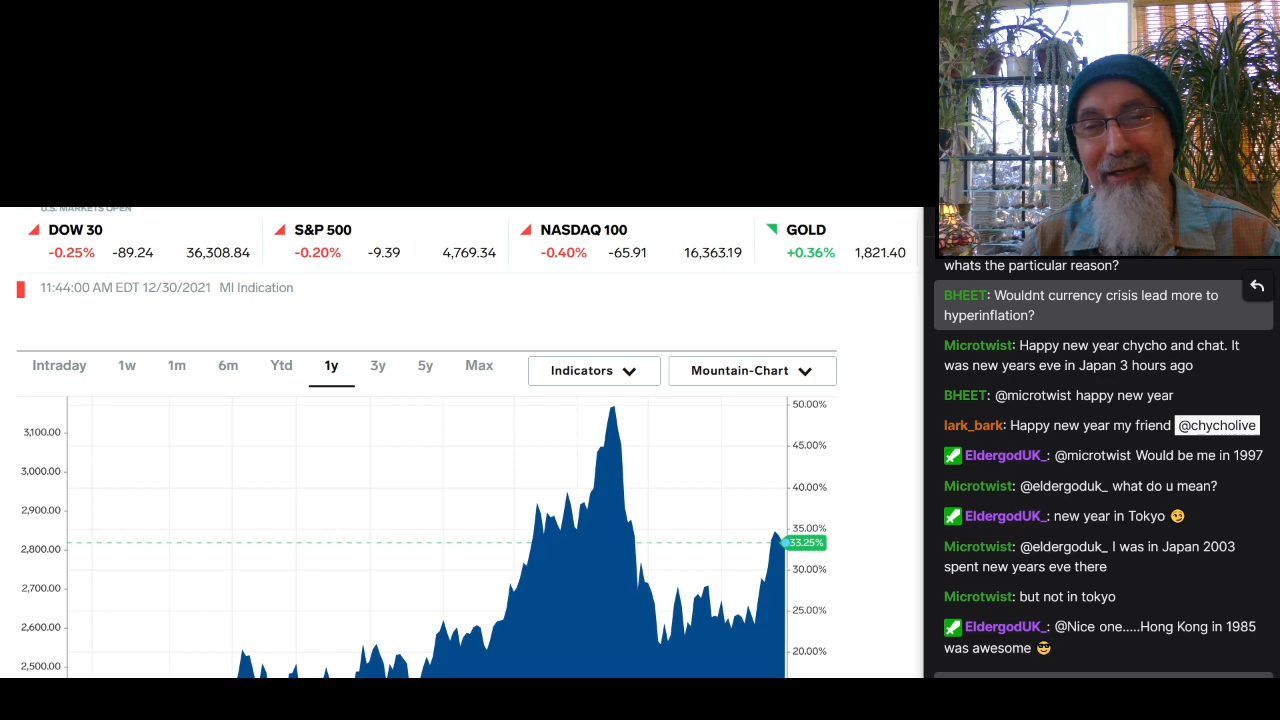 U.S. MARKETS OPEN
DOW 30
-0.25% -89.24 36,308.84
S&P 500
-0.20% -9.39 4,769.34
NASDAQ 100
-0.40% -65.91 16,363.19
GOLD
+0.36% 1,821.40
11:44:00 AM EDT 12/30/2021 MI Indication
Intraday 1w 1m 6m Ytd 1y 3y 5y Max
Indicators
Mountain-Chart
3,100.00
3,000.00
2,900.00
2,800.00
2,700.00
2,600.00
2,500.00
50.00%
45.00%
40.00%
35.00%
33.25%
30.00%
25.00%
20.00%
whats the particular reason?
BHEET: Wouldnt currency crisis lead more to
hyperinflation?
Microtwist: Happy new year chycho and chat. It
was new years eve in Japan 3 hours ago
BHEET: @microtwist happy new year
lark_bark: Happy new year my friend @chycholive
EldergodUK_: @microtwist Would be me in 1997
Microtwist: @eldergoduk_ what do u mean?
EldergodUK_: new year in Tokyo 😏
Microtwist: @eldergoduk_ I was in Japan 2003
spent new years eve there
Microtwist: but not in tokyo
EldergodUK_: @Nice one.....Hong Kong in 1985
was awesome 😎